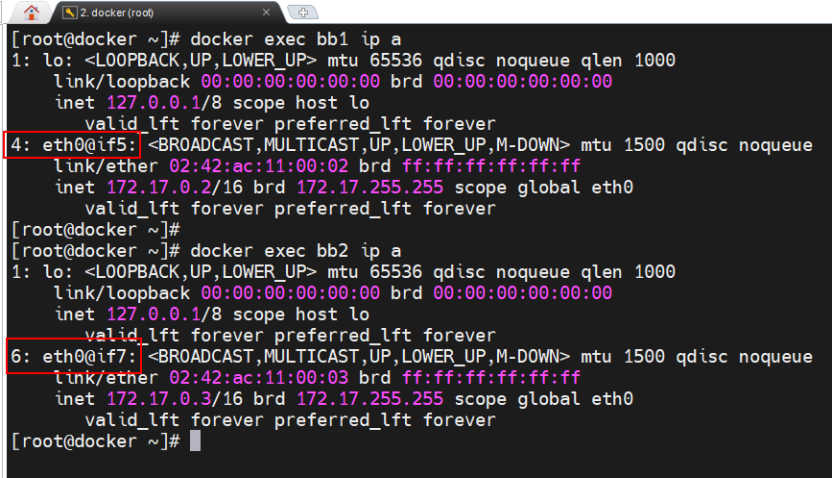 2. docker (root)
[root@docker ~]# docker exec bb1 ip a
1: lo: <LOOPBACK,UP,LOWER_UP> mtu 65536 qdisc noqueue qlen 1000
    link/loopback 00:00:00:00:00:00 brd 00:00:00:00:00:00
    inet 127.0.0.1/8 scope host lo
       valid_lft forever preferred_lft forever
4: eth0@if5: <BROADCAST,MULTICAST,UP,LOWER_UP,M-DOWN> mtu 1500 qdisc noqueue
    link/ether 02:42:ac:11:00:02 brd ff:ff:ff:ff:ff:ff
    inet 172.17.0.2/16 brd 172.17.255.255 scope global eth0
       valid_lft forever preferred_lft forever
[root@docker ~]#
[root@docker ~]# docker exec bb2 ip a
1: lo: <LOOPBACK,UP,LOWER_UP> mtu 65536 qdisc noqueue qlen 1000
    link/loopback 00:00:00:00:00:00 brd 00:00:00:00:00:00
    inet 127.0.0.1/8 scope host lo
       valid_lft forever preferred_lft forever
6: eth0@if7: <BROADCAST,MULTICAST,UP,LOWER_UP,M-DOWN> mtu 1500 qdisc noqueue
    link/ether 02:42:ac:11:00:03 brd ff:ff:ff:ff:ff:ff
    inet 172.17.0.3/16 brd 172.17.255.255 scope global eth0
       valid_lft forever preferred_lft forever
[root@docker ~]#